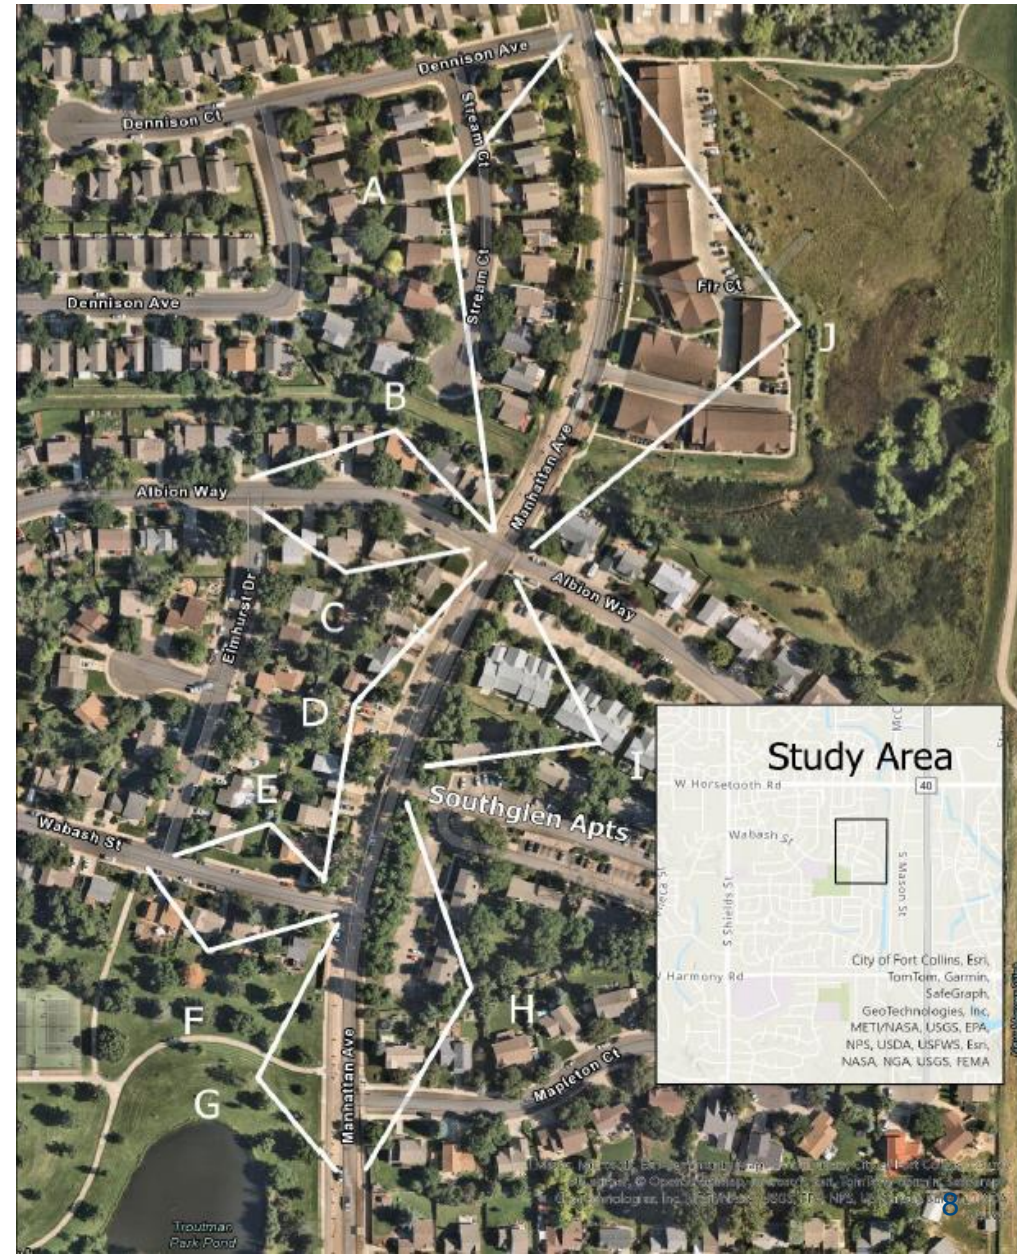 Dennison Ave
Stream Ct
Dennison Ct
A
Stream Ct
Fir Ct
Dennison Ave
J
B
Manhattan Ave
Albion Way
Albion Way
Elmhurst Dr
C
D
I
E
Southglen Apts
Wabash St
F
H
Manhattan Ave
Mapleton Ct
G
Troutman
Park Pond
Study Area
W Horsetooth Rd
40
McC
Wabash St
S Shields St
S Mason St
Harmony Rd
City of Fort Collins, Esri,
TomTom, Garmin,
SafeGraph,
GeoTechnologies, Inc,
METI/NASA, USGS, EPA,
NPS, USDA, USFWS, Esri,
NASA, NGA, USGS, FEMA
8